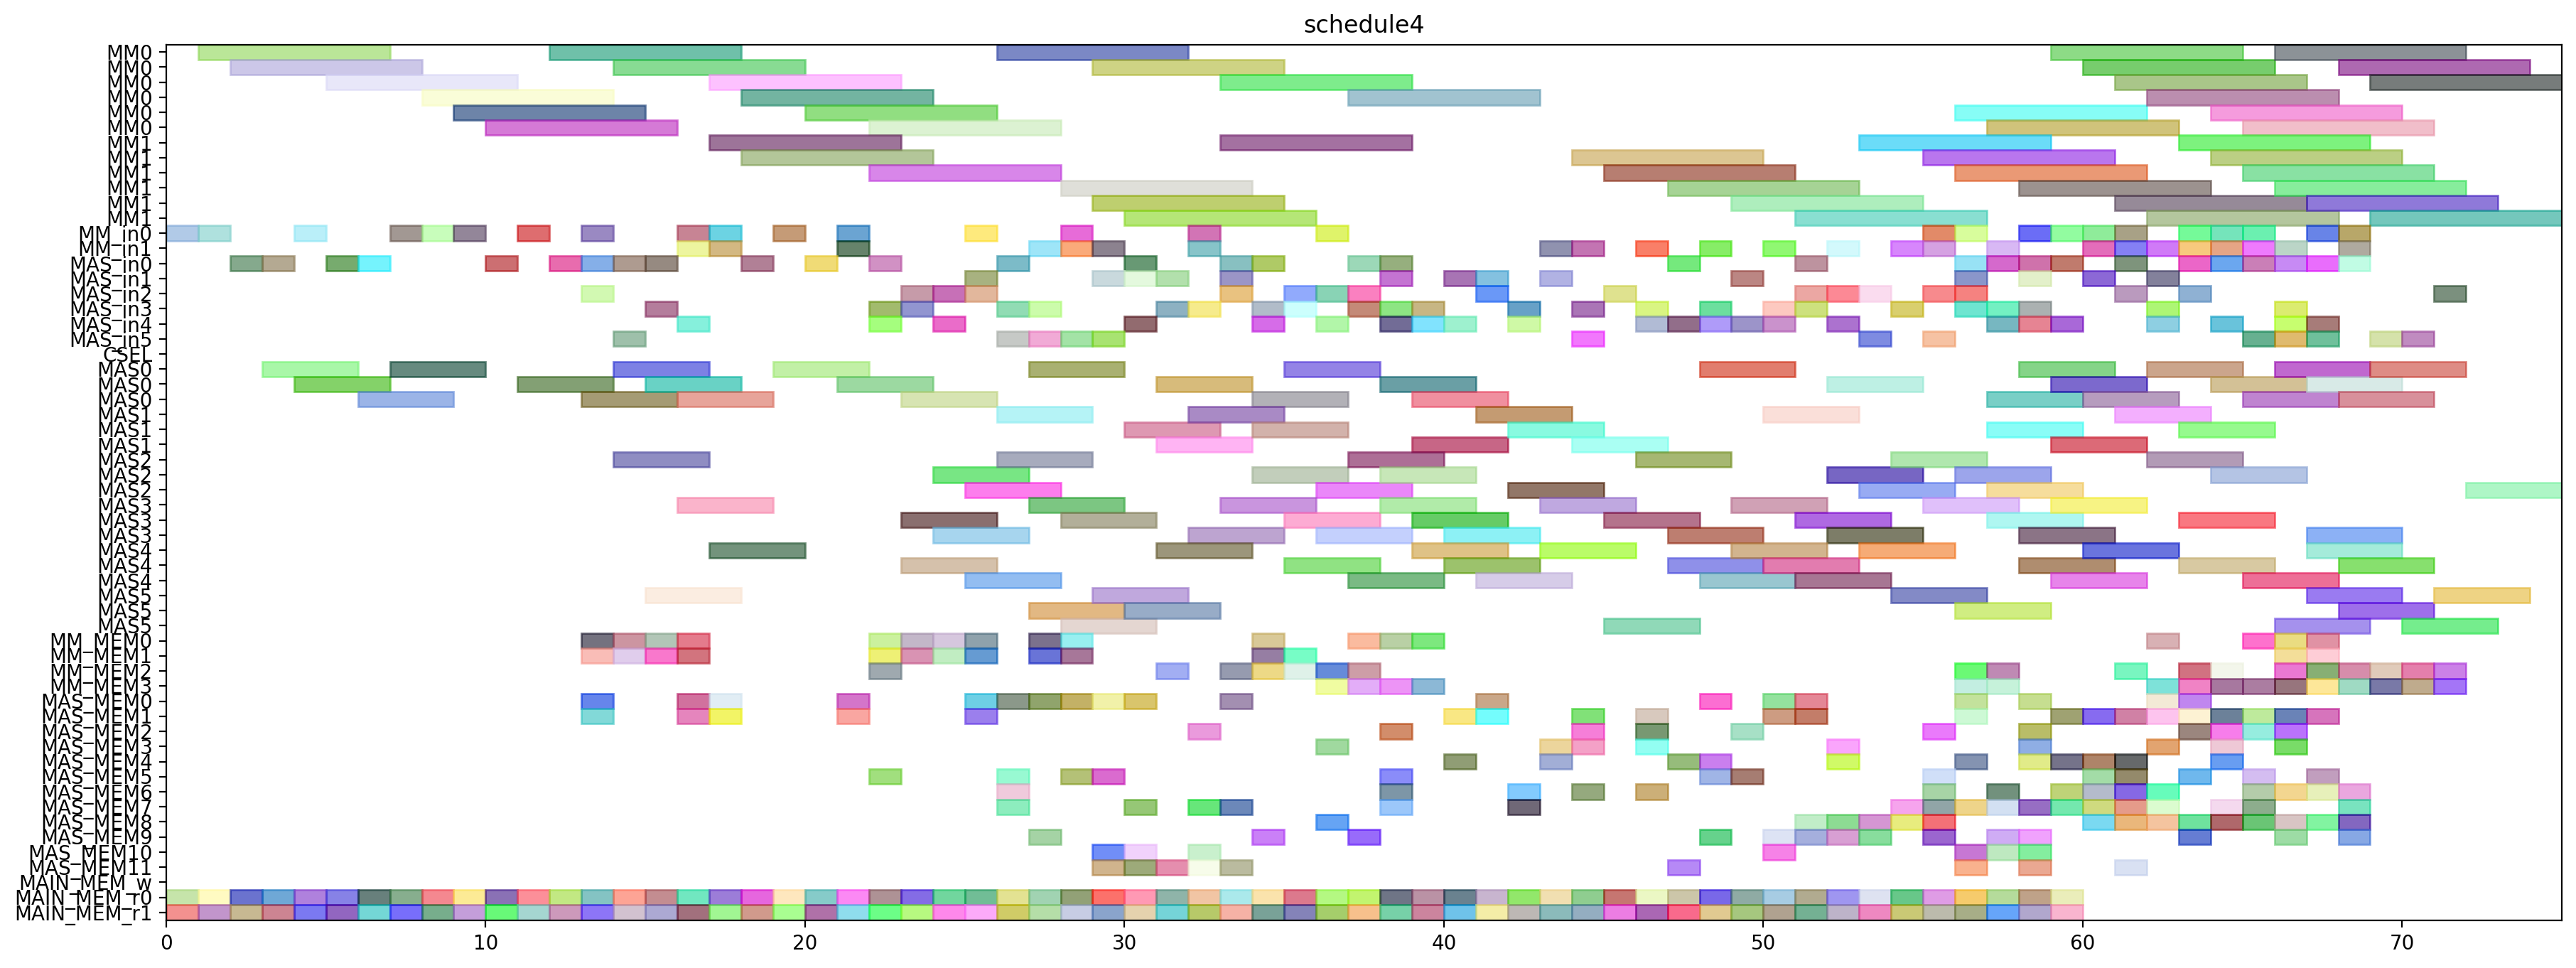 schedule4
MM0
MM0
MM0
MM0
MM0
MM0
MM1
MM1
MM1
MM1
MM1
MM1
MM_in0
MM_in1
MAS_in0
MAS_in1
MAS_in2
MAS_in3
MAS_in4
MAS_in5
CSEL
MAS0
MAS0
MAS0
MAS1
MAS1
MAS1
MAS2
MAS2
MAS2
MAS3
MAS3
MAS3
MAS4
MAS4
MAS4
MAS5
MAS5
MAS5
MM_MEM0
MM_MEM1
MM_MEM2
MM_MEM3
MAS_MEM0
MAS_MEM1
MAS_MEM2
MAS_MEM3
MAS_MEM4
MAS_MEM5
MAS_MEM6
MAS_MEM7
MAS_MEM8
MAS_MEM9
MAS_MEM10
MAS_MEM11
MAIN_MEM_w
MAIN_MEM_r0
MAIN_MEM_r1
0 10 20 30 40 50 60 70